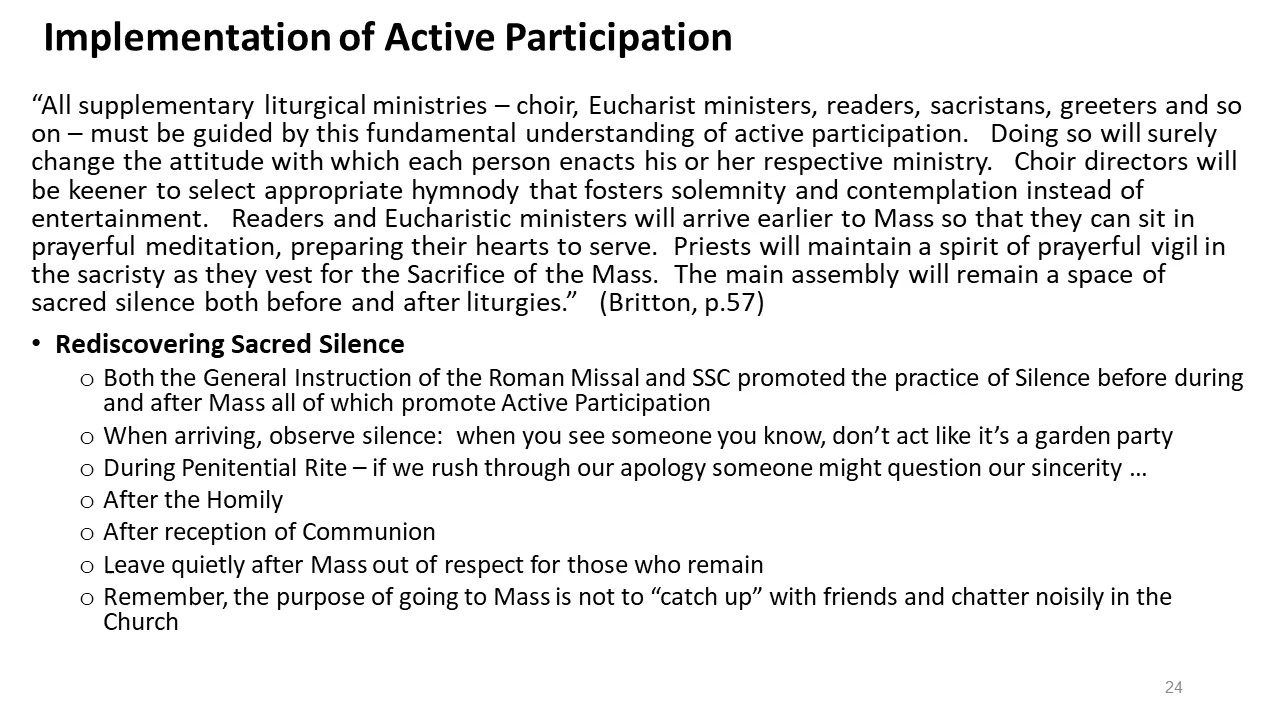 Implementation of Active Participation
“All supplementary liturgical ministries – choir, Eucharist ministers, readers, sacristans, greeters and so
on – must be guided by this fundamental understanding of active participation.   Doing so will surely
change the attitude with which each person enacts his or her respective ministry.   Choir directors will
be keener to select appropriate hymnody that fosters solemnity and contemplation instead of
entertainment.   Readers and Eucharistic ministers will arrive earlier to Mass so that they can sit in
prayerful meditation, preparing their hearts to serve.  Priests will maintain a spirit of prayerful vigil in
the sacristy as they vest for the Sacrifice of the Mass.  The main assembly will remain a space of
sacred silence both before and after liturgies.”   (Britton, p.57)
• Rediscovering Sacred Silence
o Both the General Instruction of the Roman Missal and SSC promoted the practice of Silence before during
and after Mass all of which promote Active Participation
o When arriving, observe silence:  when you see someone you know, don’t act like it’s a garden party
o During Penitential Rite – if we rush through our apology someone might question our sincerity …
o After the Homily
o After reception of Communion
o Leave quietly after Mass out of respect for those who remain
o Remember, the purpose of going to Mass is not to “catch up” with friends and chatter noisily in the
Church
24